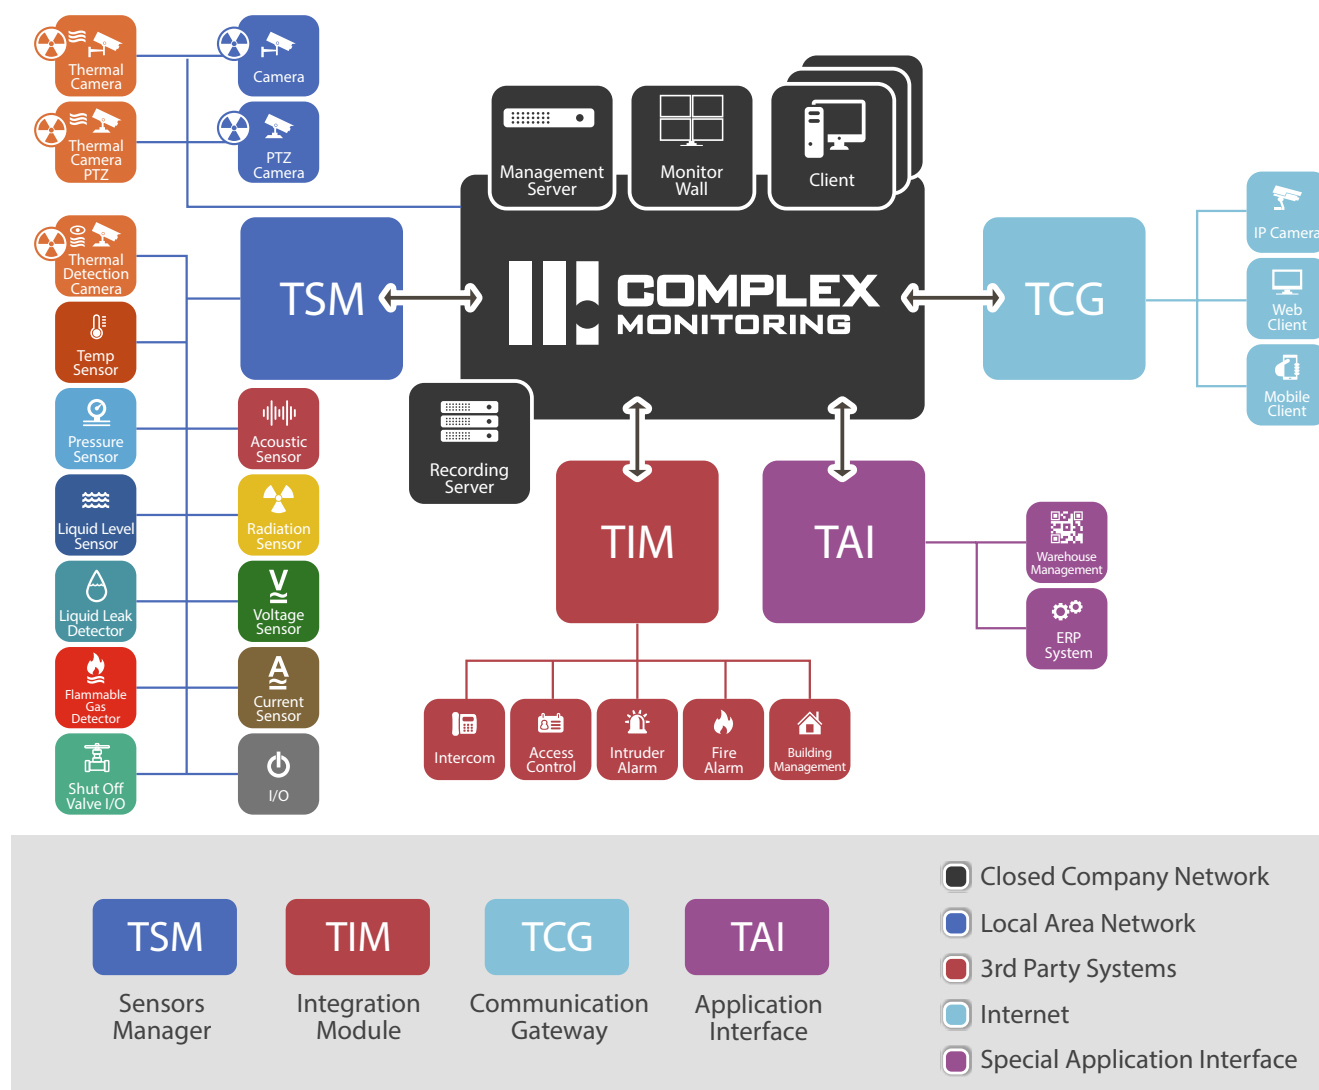 Thermal
Camera
Camera
Thermal
Camera
PTZ
PTZ
Camera
Management
Server
Monitor
Wall
Client
Thermal
Detection
Camera
Temp
Sensor
Pressure
Sensor
Acoustic
Sensor
Liquid Level
Sensor
Radiation
Sensor
Liquid Leak
Detector
V
Voltage
Sensor
Flammable
Gas
Detector
A
Current
Sensor
Shut Off
Valve I/O
I/O
TSM
COMPLEX
MONITORING
TCG
IP Camera
Web
Client
Mobile
Client
Recording
Server
TIM
TAI
Warehouse
Management
ERP
System
Intercom
Access
Control
Intruder
Alarm
Fire
Alarm
Building
Management
TSM
Sensors
Manager
TIM
Integration
Module
TCG
Communication
Gateway
TAI
Application
Interface
Closed Company Network
Local Area Network
3rd Party Systems
Internet
Special Application Interface